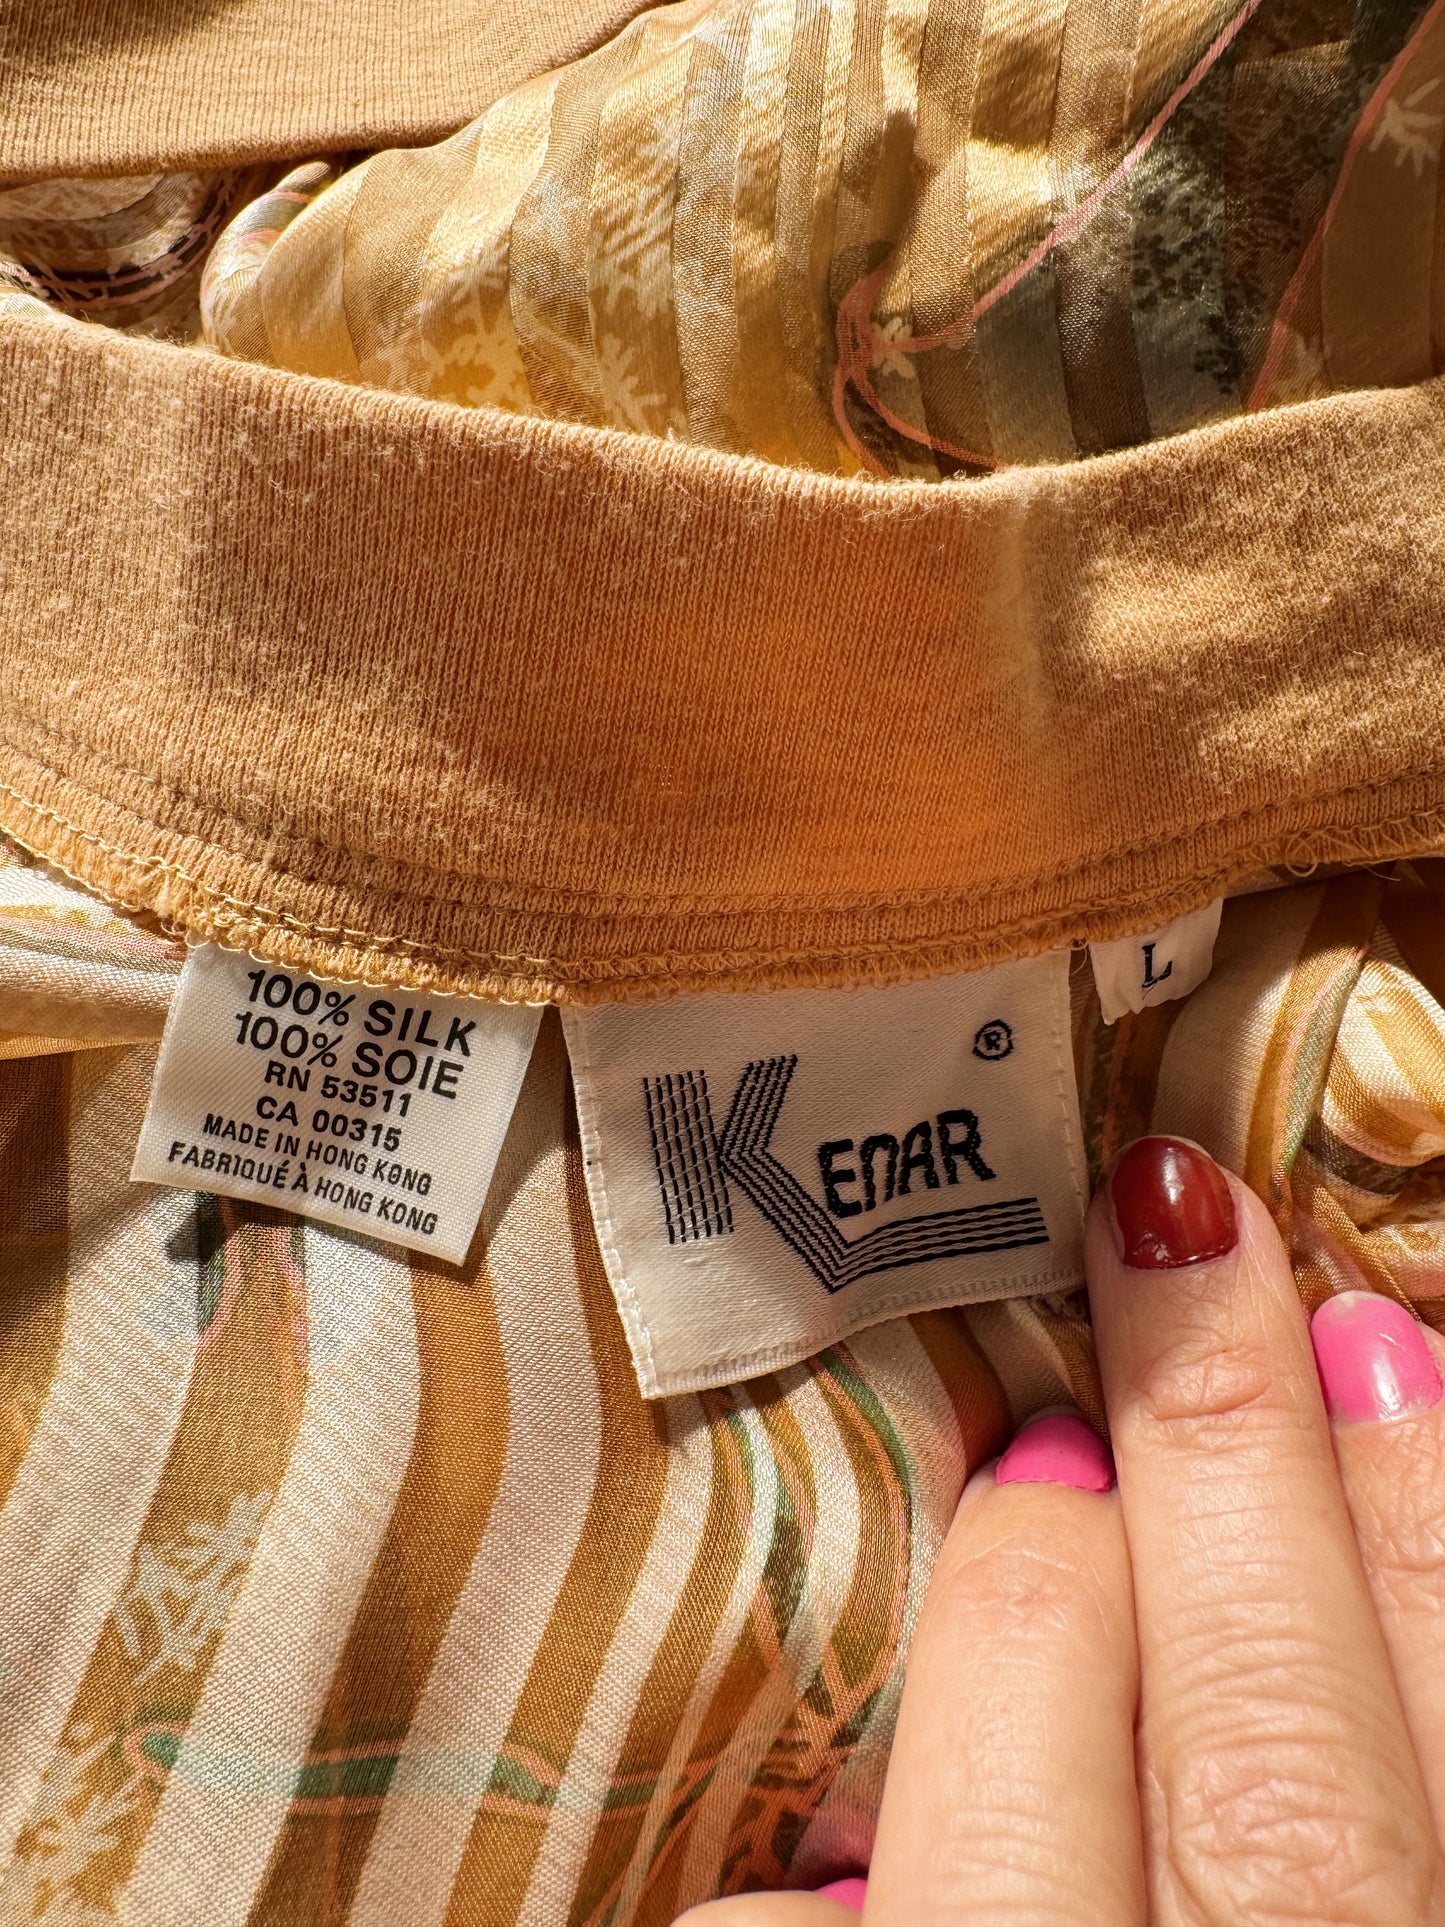 100% SILK
100% SOIE
RN 53511
CA 00315
MADE IN HONG KONG
FABRIQUÉ À HONG KONG
KENAR ®
L